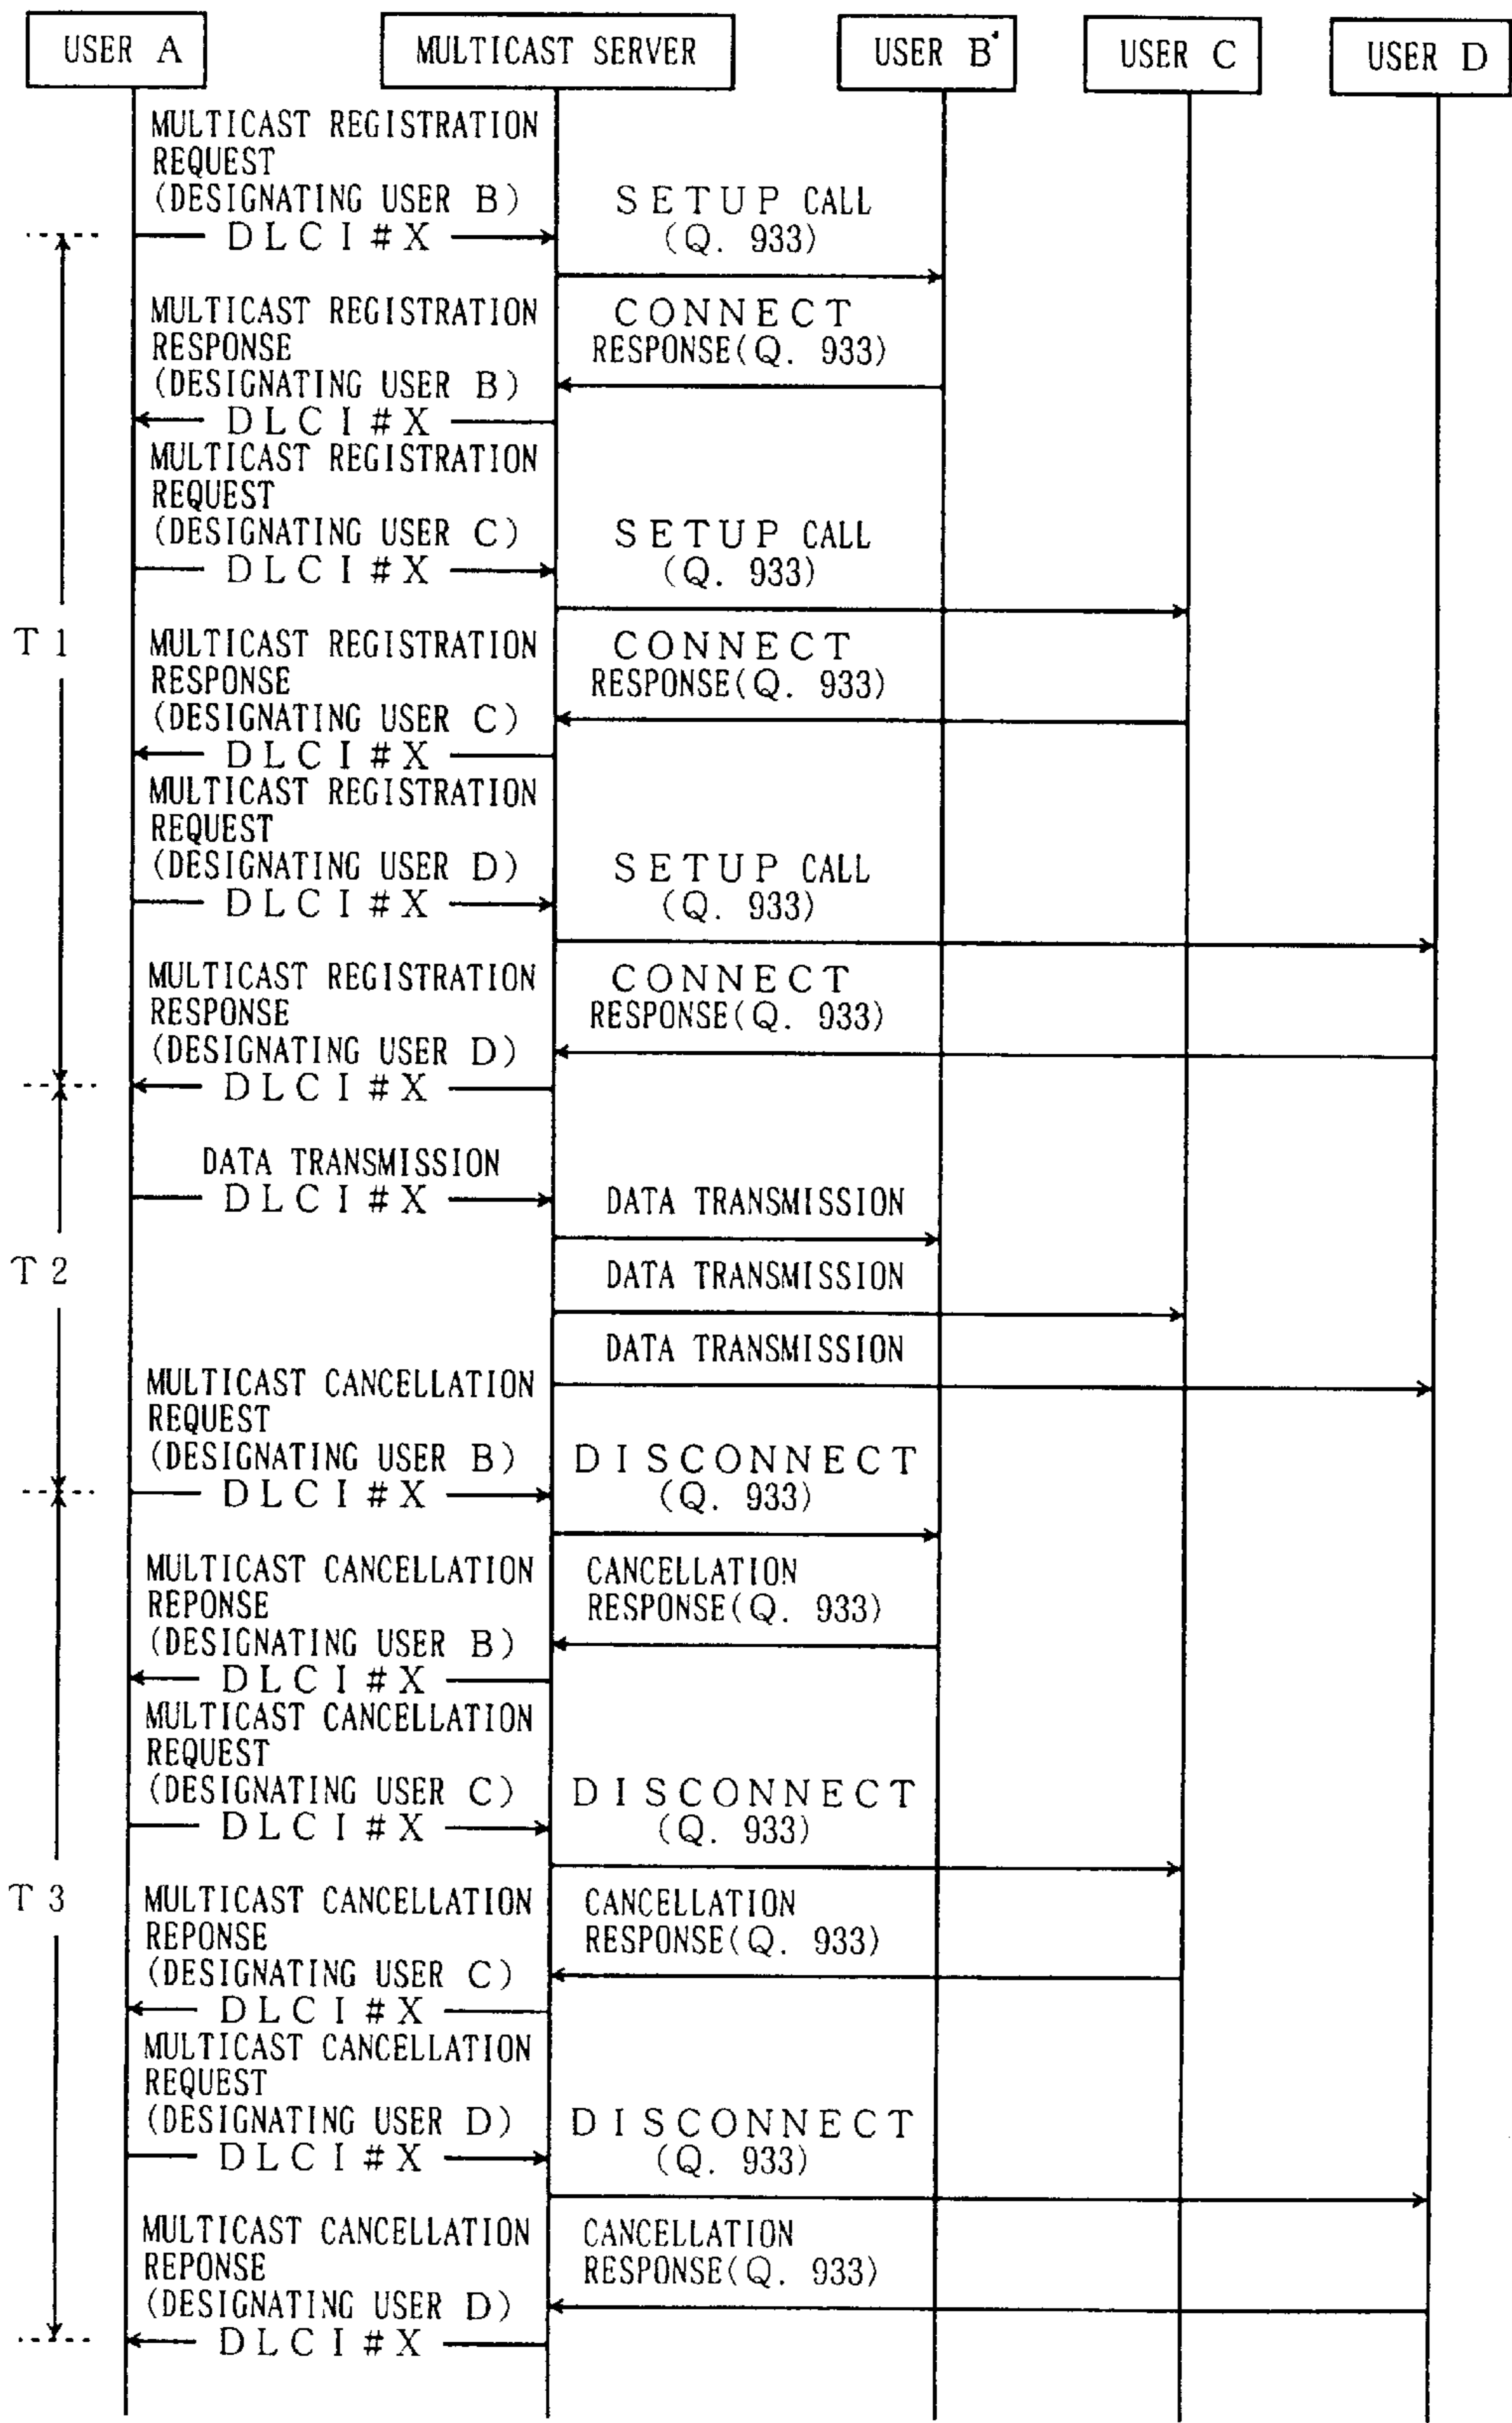 USER A
MULTICAST SERVER
USER B
USER C
USER D
MULTICAST REGISTRATION
REQUEST
(DESIGNATING USER B)
DLCI#X
SETUP CALL
(Q. 933)
MULTICAST REGISTRATION
RESPONSE
(DESIGNATING USER B)
DLCI#X
CONNECT
RESPONSE(Q. 933)
MULTICAST REGISTRATION
REQUEST
(DESIGNATING USER C)
DLCI#X
SETUP CALL
(Q. 933)
T1
MULTICAST REGISTRATION
RESPONSE
(DESIGNATING USER C)
DLCI#X
CONNECT
RESPONSE(Q. 933)
MULTICAST REGISTRATION
REQUEST
(DESIGNATING USER D)
DLCI#X
SETUP CALL
(Q. 933)
MULTICAST REGISTRATION
RESPONSE
(DESIGNATING USER D)
DLCI#X
CONNECT
RESPONSE(Q. 933)
DATA TRANSMISSION
DLCI#X
DATA TRANSMISSION
T2
DATA TRANSMISSION
DATA TRANSMISSION
MULTICAST CANCELLATION
REQUEST
(DESIGNATING USER B)
DLCI#X
DISCONNECT
(Q. 933)
MULTICAST CANCELLATION
REPONSE
(DESIGNATING USER B)
DLCI#X
CANCELLATION
RESPONSE(Q. 933)
MULTICAST CANCELLATION
REQUEST
(DESIGNATING USER C)
DLCI#X
DISCONNECT
(Q. 933)
T3
MULTICAST CANCELLATION
REPONSE
(DESIGNATING USER C)
DLCI#X
CANCELLATION
RESPONSE(Q. 933)
MULTICAST CANCELLATION
REQUEST
(DESIGNATING USER D)
DLCI#X
DISCONNECT
(Q. 933)
MULTICAST CANCELLATION
REPONSE
(DESIGNATING USER D)
DLCI#X
CANCELLATION
RESPONSE(Q. 933)